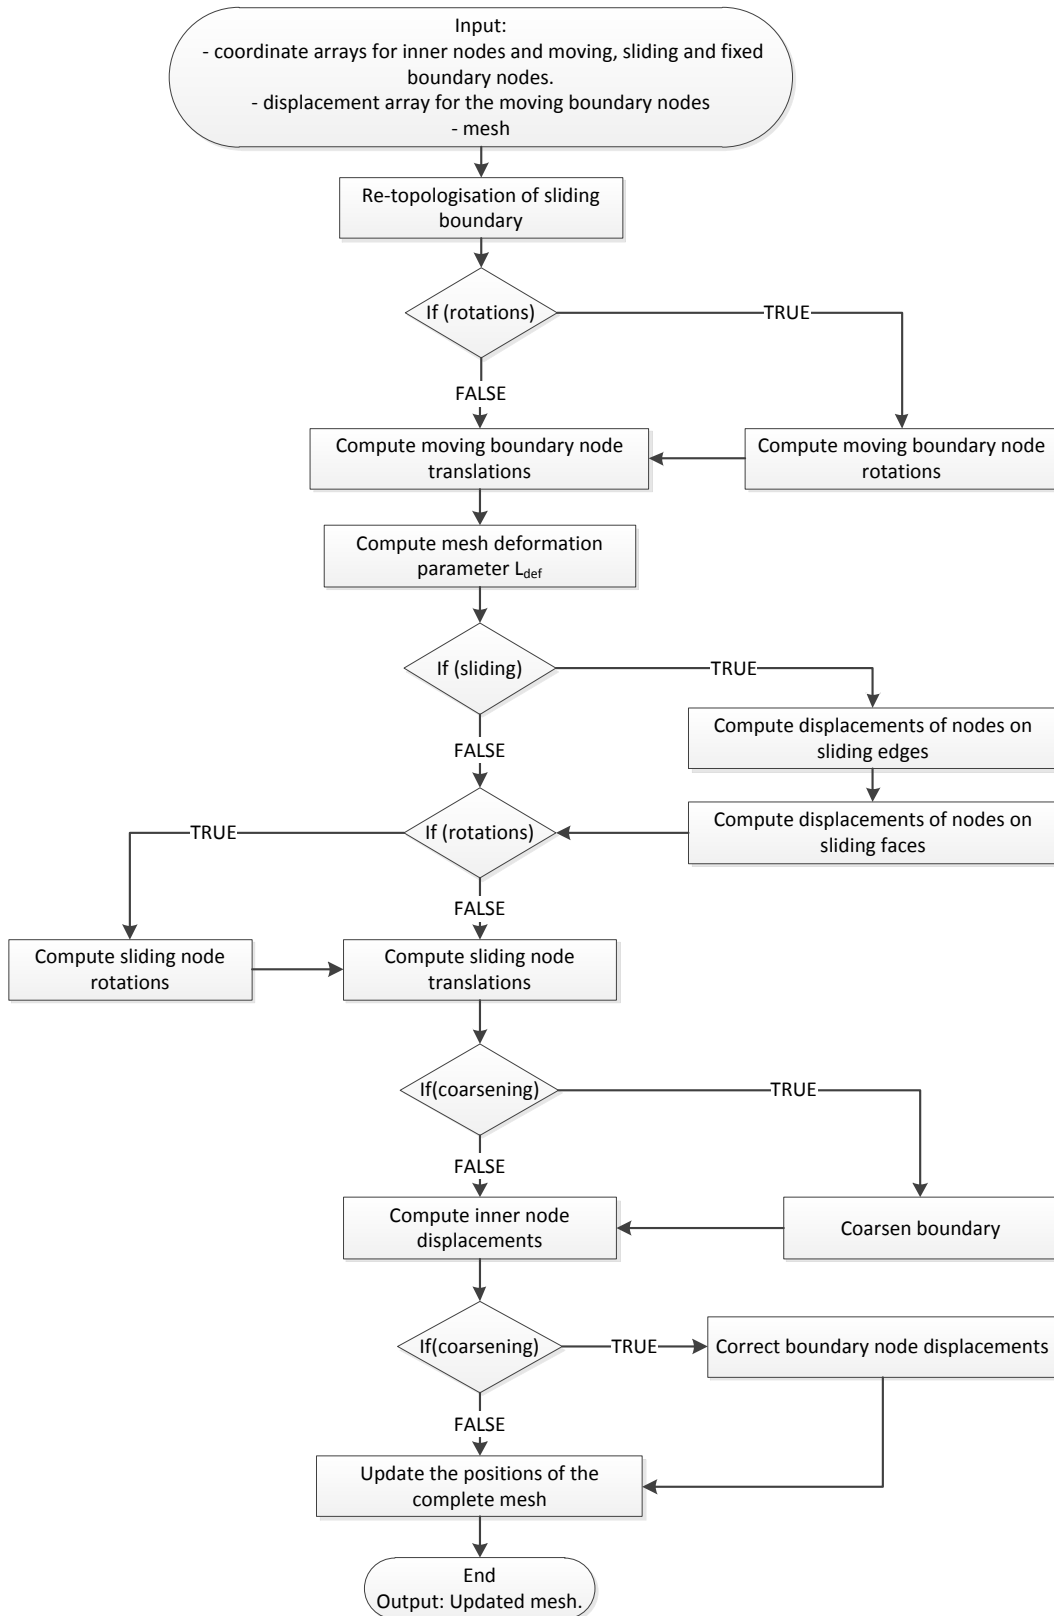 Input:
- coordinate arrays for inner nodes and moving, sliding and fixed
boundary nodes.
- displacement array for the moving boundary nodes
- mesh
Re-topologisation of sliding
boundary
If (rotations)
TRUE
FALSE
Compute moving boundary node
translations
Compute moving boundary node
rotations
Compute mesh deformation
parameter L_def
If (sliding)
TRUE
FALSE
Compute displacements of nodes on
sliding edges
Compute displacements of nodes on
sliding faces
If (rotations)
TRUE
FALSE
Compute sliding node
rotations
Compute sliding node
translations
If(coarsening)
TRUE
FALSE
Compute inner node
displacements
Coarsen boundary
If(coarsening)
TRUE
Correct boundary node displacements
FALSE
Update the positions of the
complete mesh
End
Output: Updated mesh.